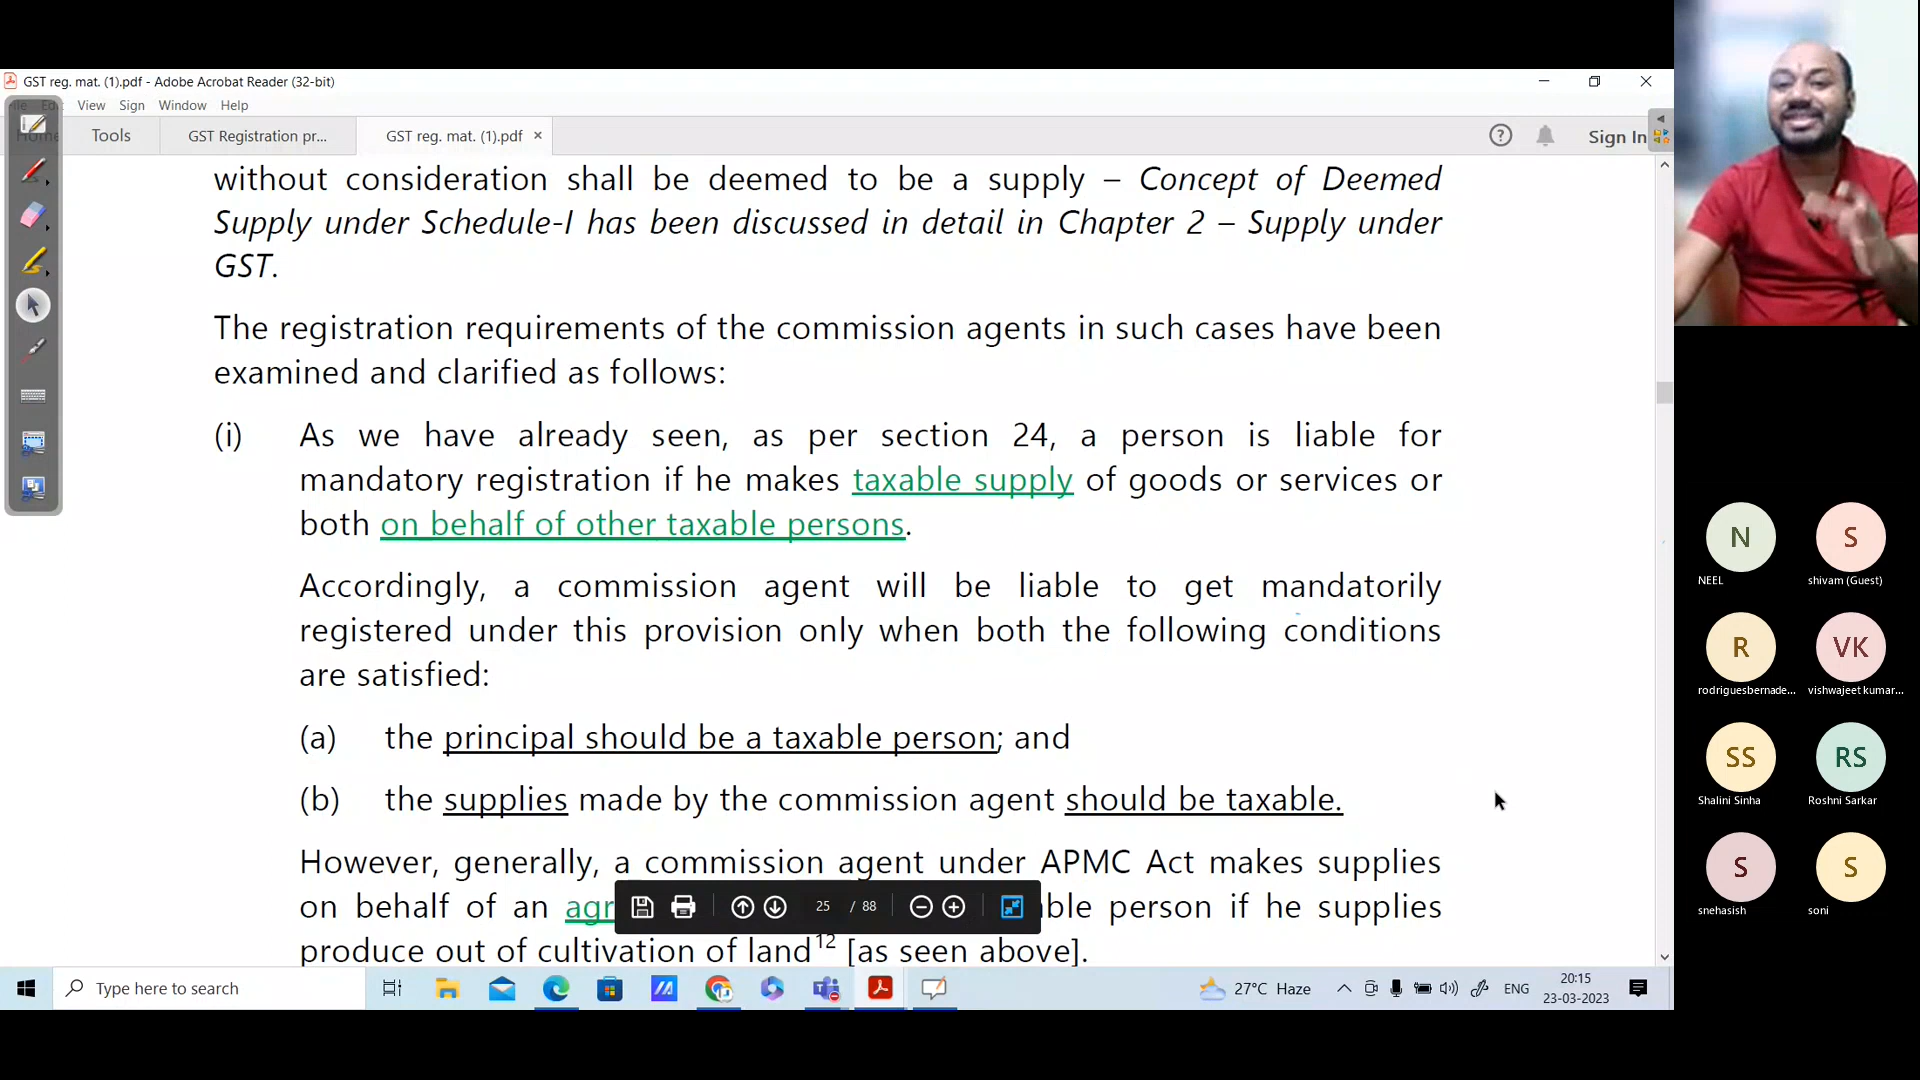 GST reg. mat. (1).pdf - Adobe Acrobat Reader (32-bit)
View Sign Window Help
Tools GST Registration pr... GST reg. mat. (1).pdf × Sign In
without consideration shall be deemed to be a supply – Concept of Deemed
Supply under Schedule-I has been discussed in detail in Chapter 2 – Supply under
GST.
The registration requirements of the commission agents in such cases have been
examined and clarified as follows:
(i) As we have already seen, as per section 24, a person is liable for
mandatory registration if he makes taxable supply of goods or services or
both on behalf of other taxable persons.
Accordingly, a commission agent will be liable to get mandatorily
registered under this provision only when both the following conditions
are satisfied:
(a) the principal should be a taxable person; and
(b) the supplies made by the commission agent should be taxable.
However, generally, a commission agent under APMC Act makes supplies
on behalf of an person if he supplies
produce out of cultivation of land12 [as seen above].
25 / 88
N S
NEEL shivam (Guest)
R VK
rodriguesbernade... vishwajeet kumar...
SS RS
Shalini Sinha Roshni Sarkar
S S
snehasish soni
Type here to search 27°C Haze ENG 20:15
23-03-2023